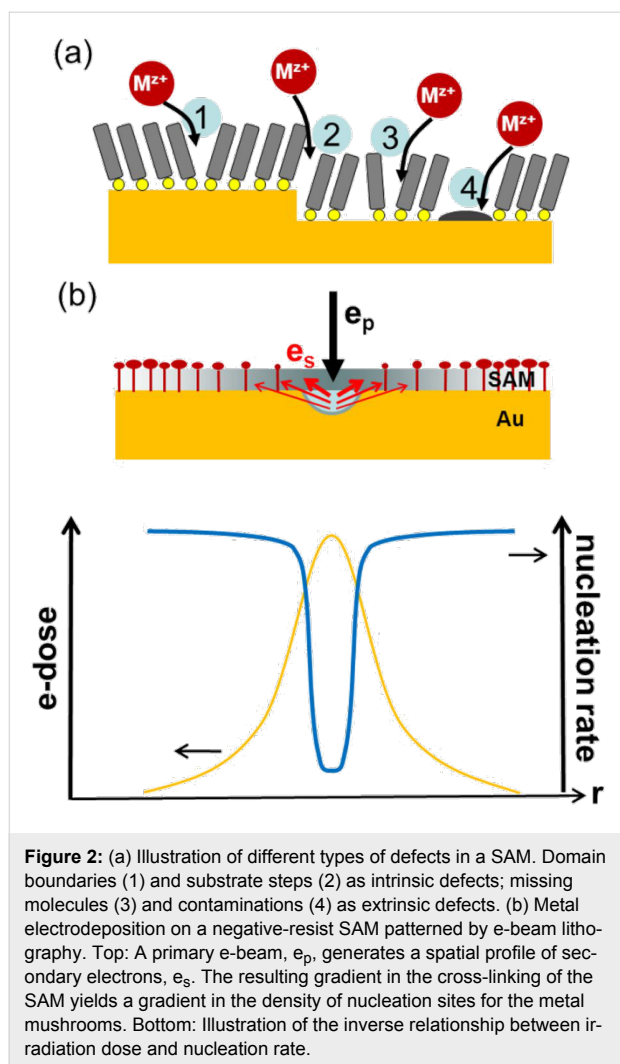 (a)
Mz+ Mz+ Mz+ Mz+
1 2 3 4
(b)
ep
es
SAM
Au
e-dose
nucleation rate
r
Figure 2: (a) Illustration of different types of defects in a SAM. Domain
boundaries (1) and substrate steps (2) as intrinsic defects; missing
molecules (3) and contaminations (4) as extrinsic defects. (b) Metal
electrodeposition on a negative-resist SAM patterned by e-beam litho-
graphy. Top: A primary e-beam, ep, generates a spatial profile of sec-
ondary electrons, es. The resulting gradient in the cross-linking of the
SAM yields a gradient in the density of nucleation sites for the metal
mushrooms. Bottom: Illustration of the inverse relationship between ir-
radiation dose and nucleation rate.